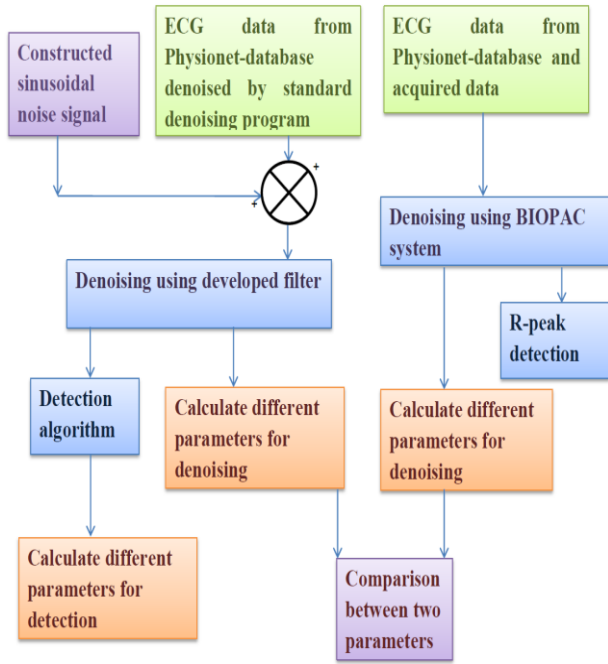 Constructed
sinusoidal
noise signal
ECG data from
Physionet-database
denoised by standard
denoising program
ECG data from
Physionet-database and
acquired data
+
+
Denoising using BIOPAC
system
Denoising using developed filter
R-peak
detection
Detection
algorithm
Calculate different
parameters for
denoising
Calculate different
parameters for
denoising
Calculate different
parameters for
detection
Comparison
between two
parameters